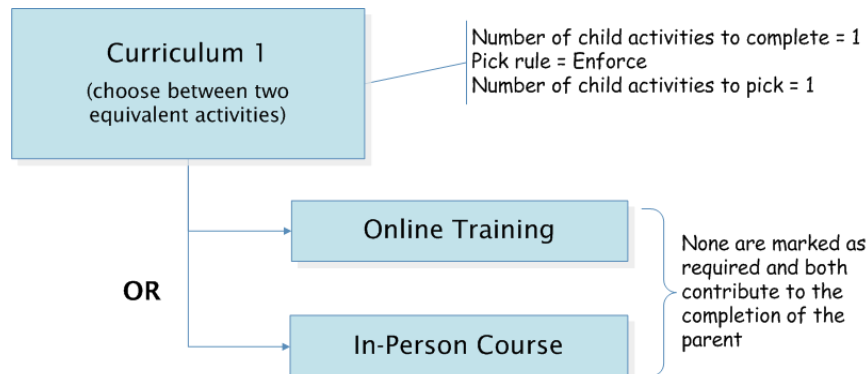 Curriculum 1
(choose between two
equivalent activities)
Number of child activities to complete = 1
Pick rule = Enforce
Number of child activities to pick = 1
Online Training
OR
In-Person Course
None are marked as
required and both
contribute to the
completion of the
parent